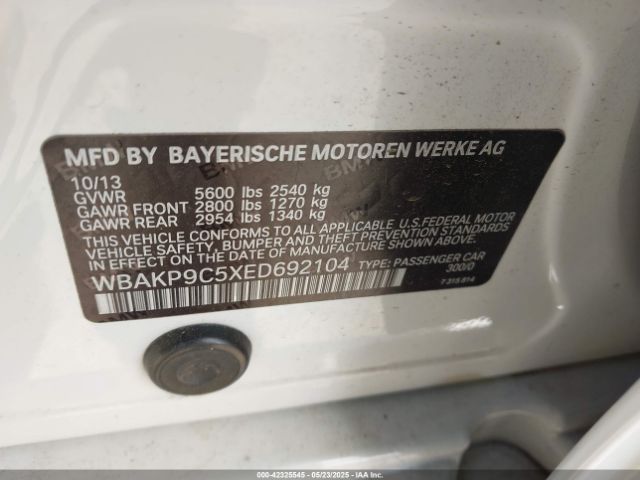 MFD BY BAYERISCHE MOTOREN WERKE AG
10/13
GVWR 5600 lbs 2540 kg
GAWR FRONT 2800 lbs 1270 kg
GAWR REAR 2954 lbs 1340 kg
THIS VEHICLE CONFORMS TO ALL APPLICABLE U.S.FEDERAL MOTOR
VEHICLE SAFETY, BUMPER AND THEFT PREVENTION STANDARDS
IN EFFECT ON THE DATE OF MANUFACTURE SHOWN ABOVE.
WBAKP9C5XED692104 TYPE: PASSENGER CAR
300/0
7 315 814
000-42325545 - 05/23/2025 - IAA, Inc.